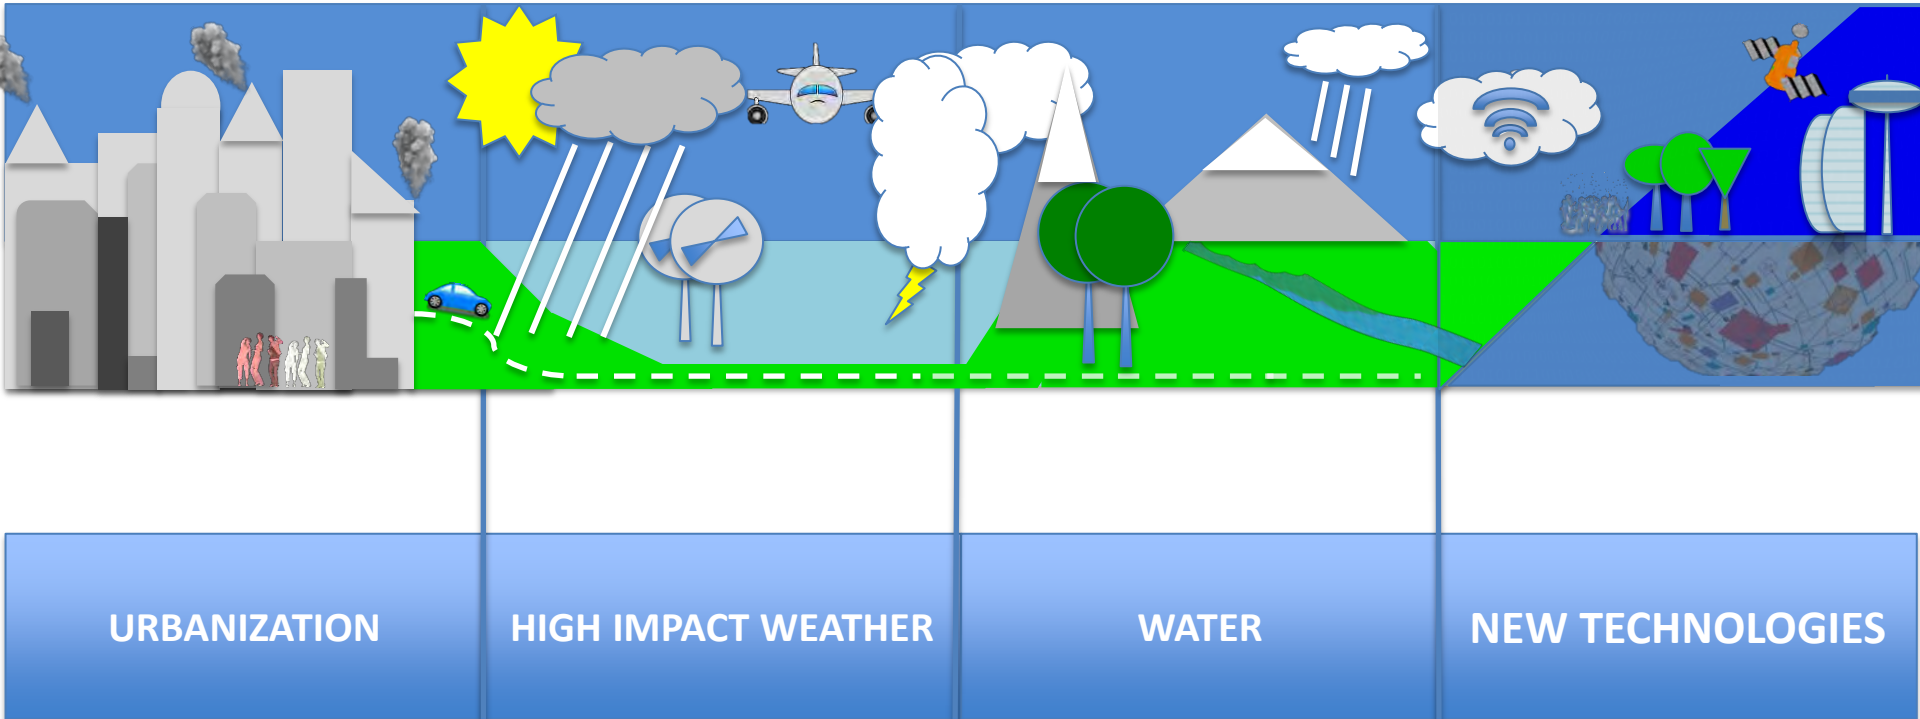 URBANIZATION
HIGH IMPACT WEATHER
WATER
NEW TECHNOLOGIES